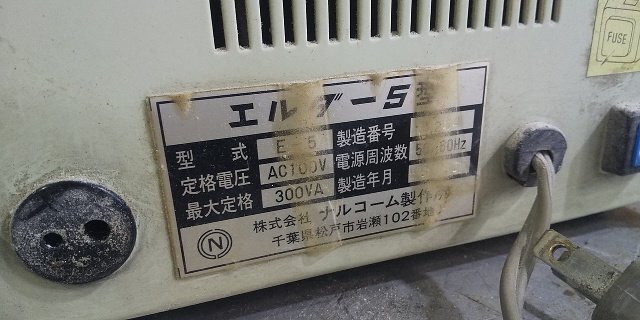 FUSE
エルブー5型
型式 E 5 製造番号
定格電圧 AC100V 電源周波数 60Hz
最大定格 300VA 製造年月
N 株式会社 ナルコーム製作所
千葉県松戸市岩瀬102番地